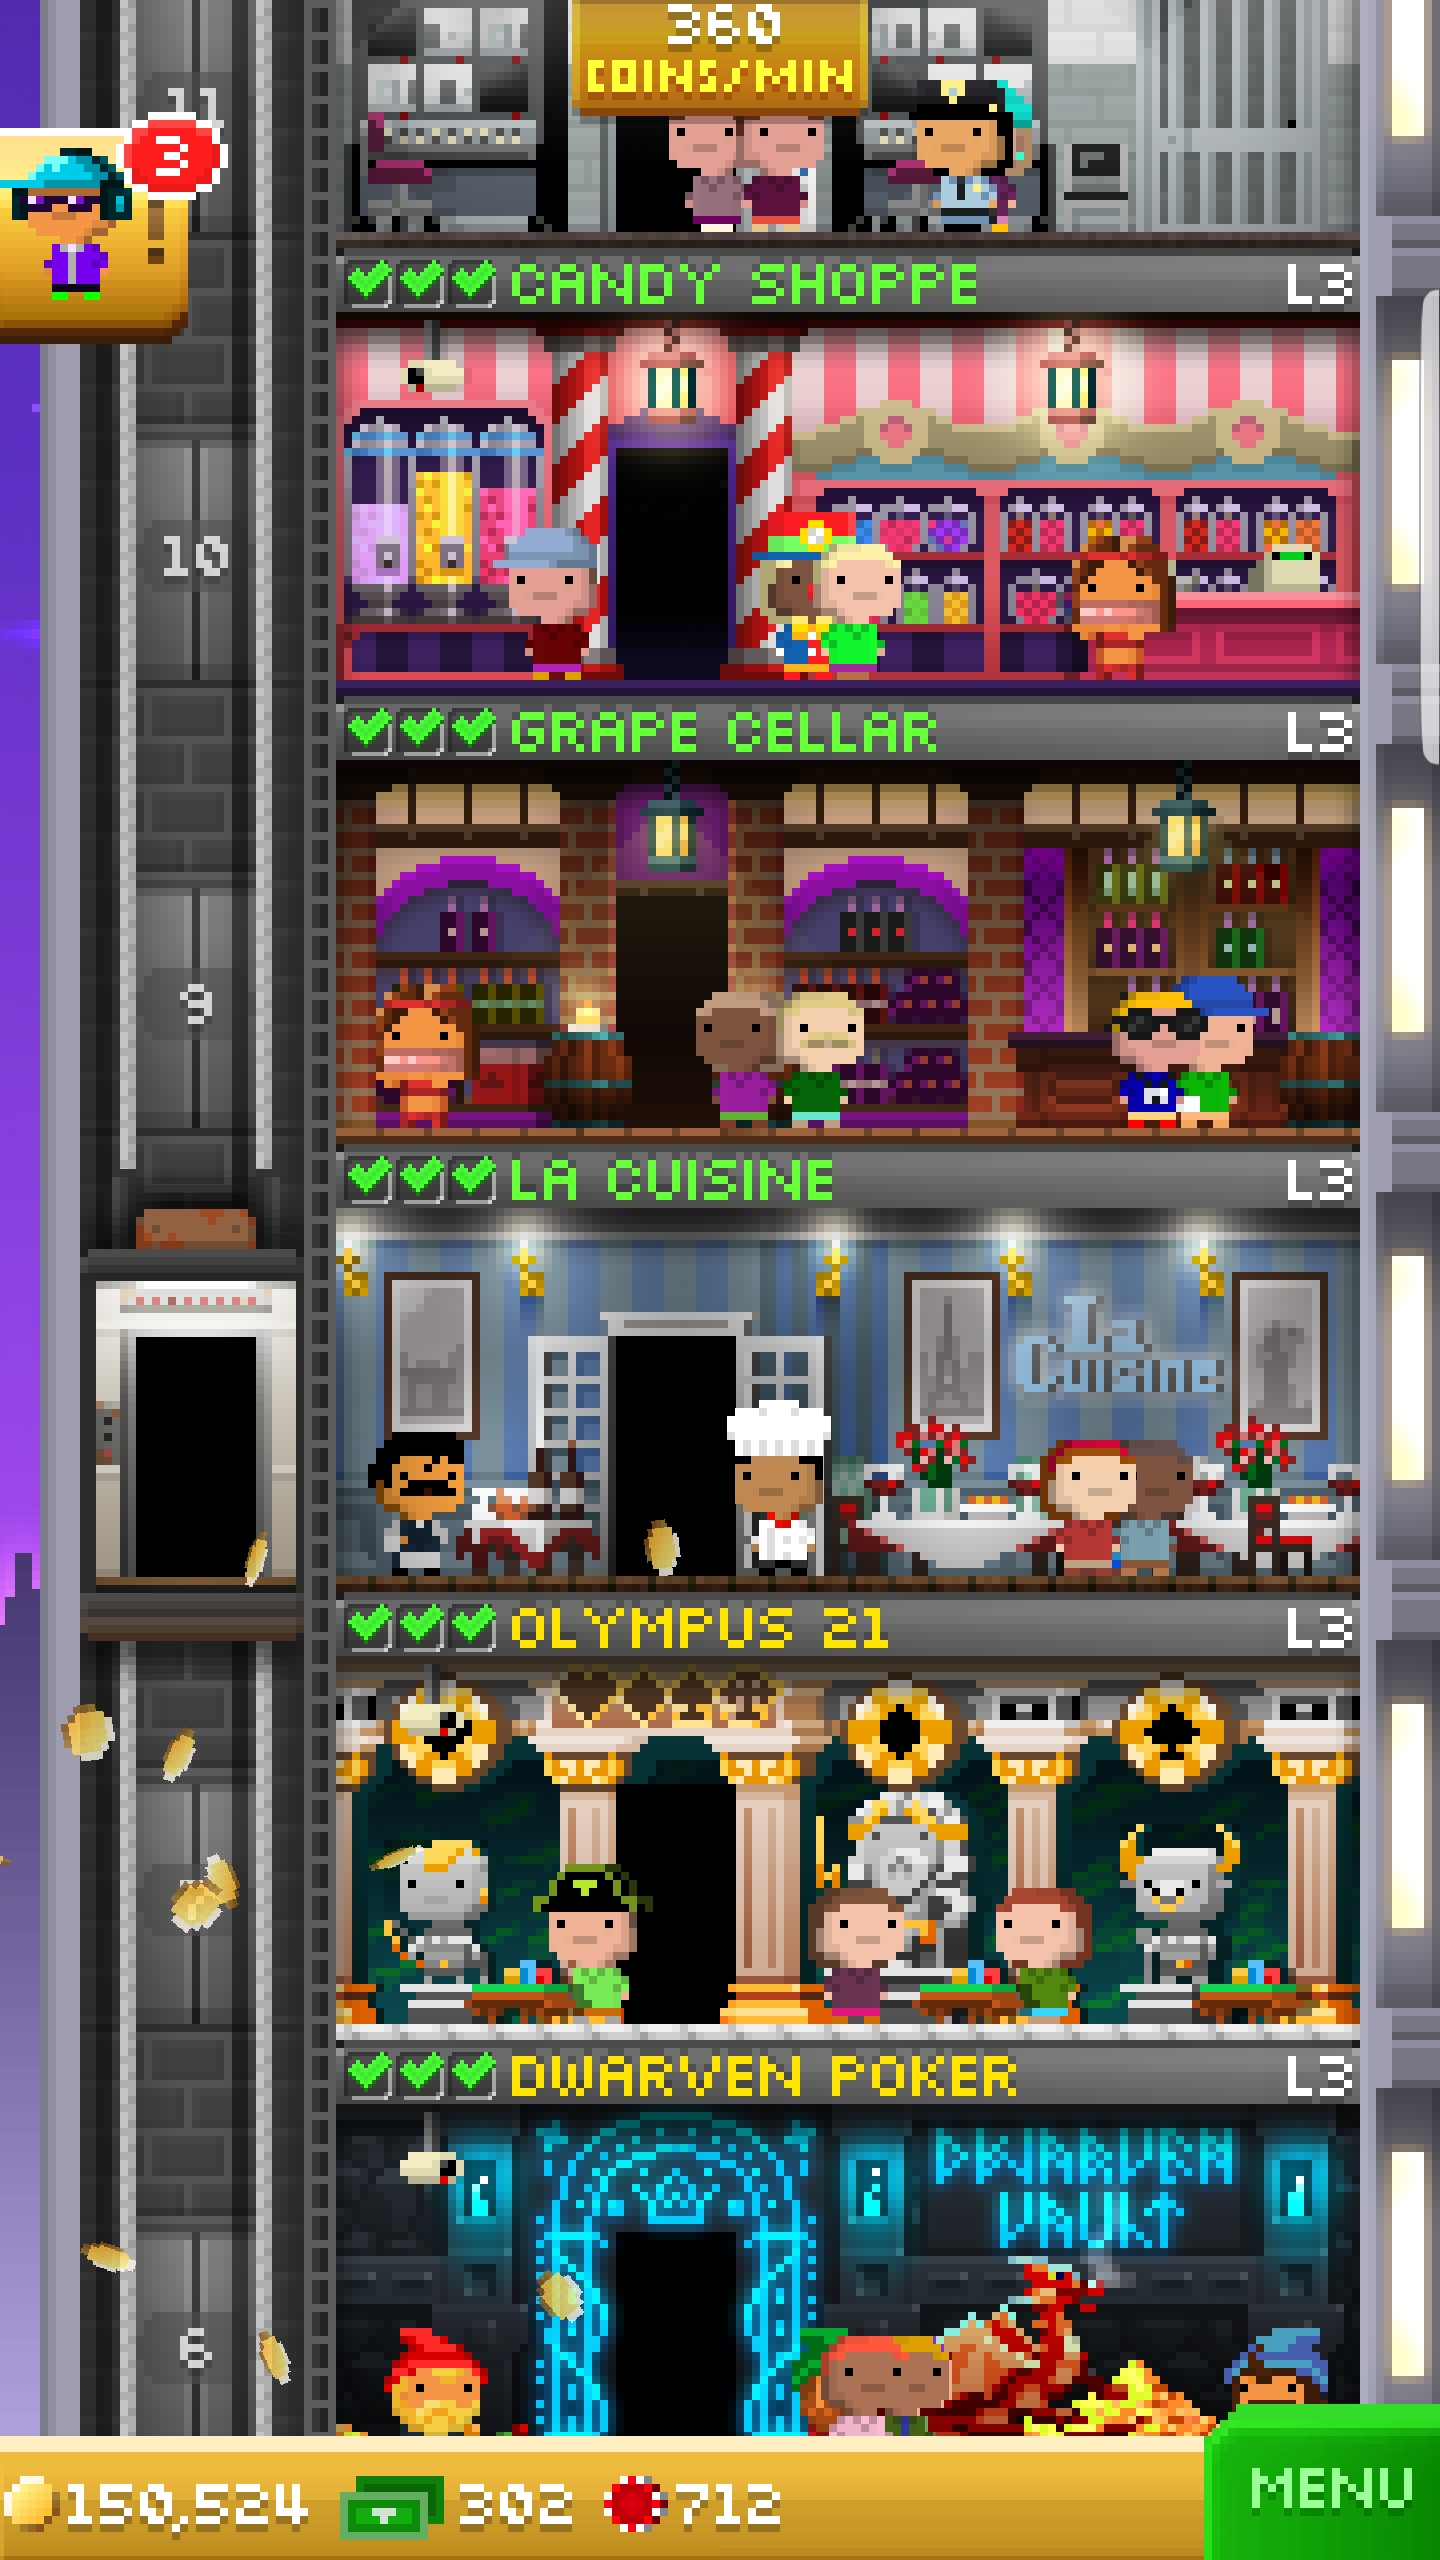 360
COINS/MIN
11
3
!
CANDY SHOPPE L3
10
GRAPE CELLAR L3
9
LA CUISINE L3
La
Cuisine
OLYMPUS 21 L3
DWARVEN POKER L3
DWARVEN
VAULT
6
150,524 302 712
MENU